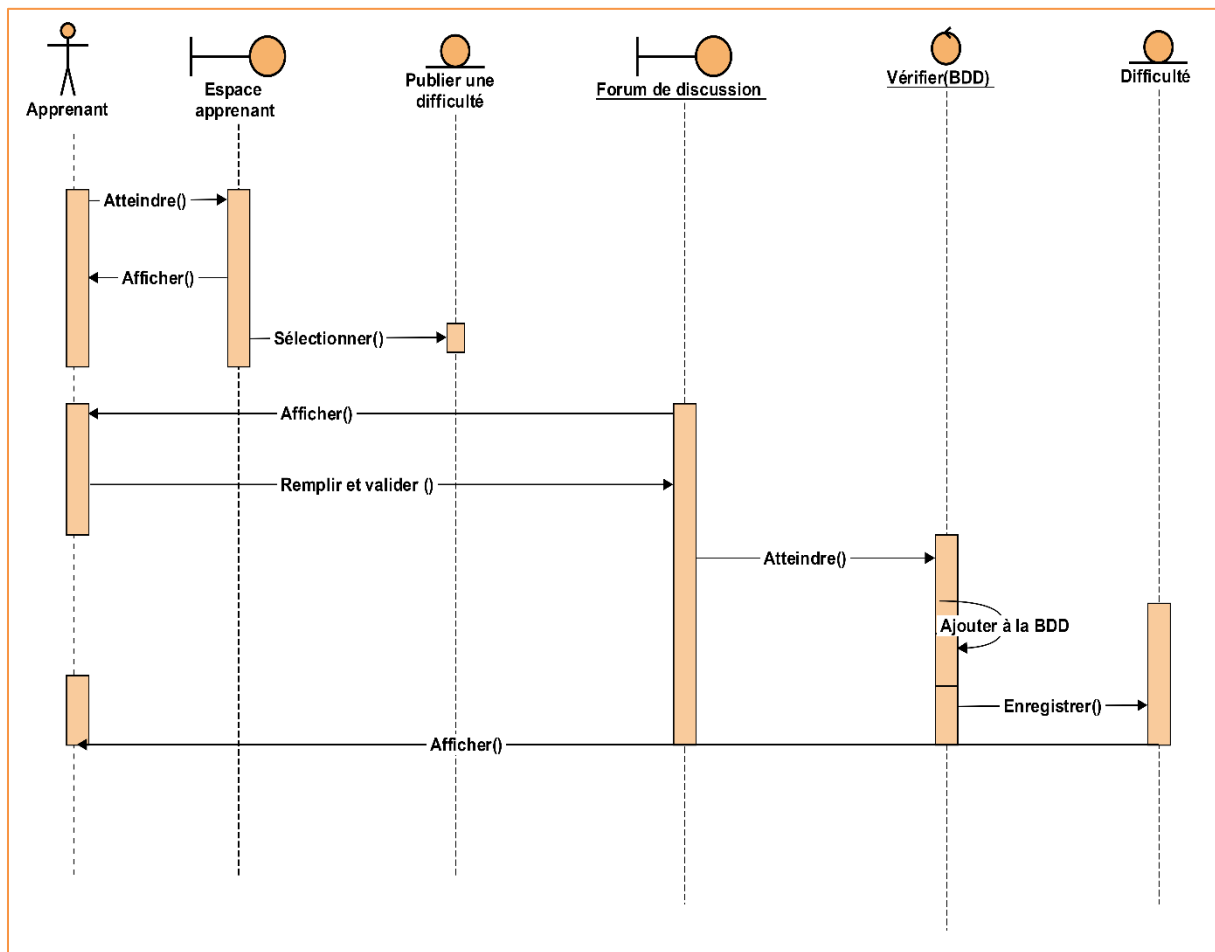 Apprenant
Espace
apprenant
Publier une
difficulté
Forum de discussion
Vérifier(BDD)
Difficulté
Atteindre()
Afficher()
Sélectionner()
Afficher()
Remplir et valider ()
Atteindre()
Ajouter à la BDD
Enregistrer()
Afficher()